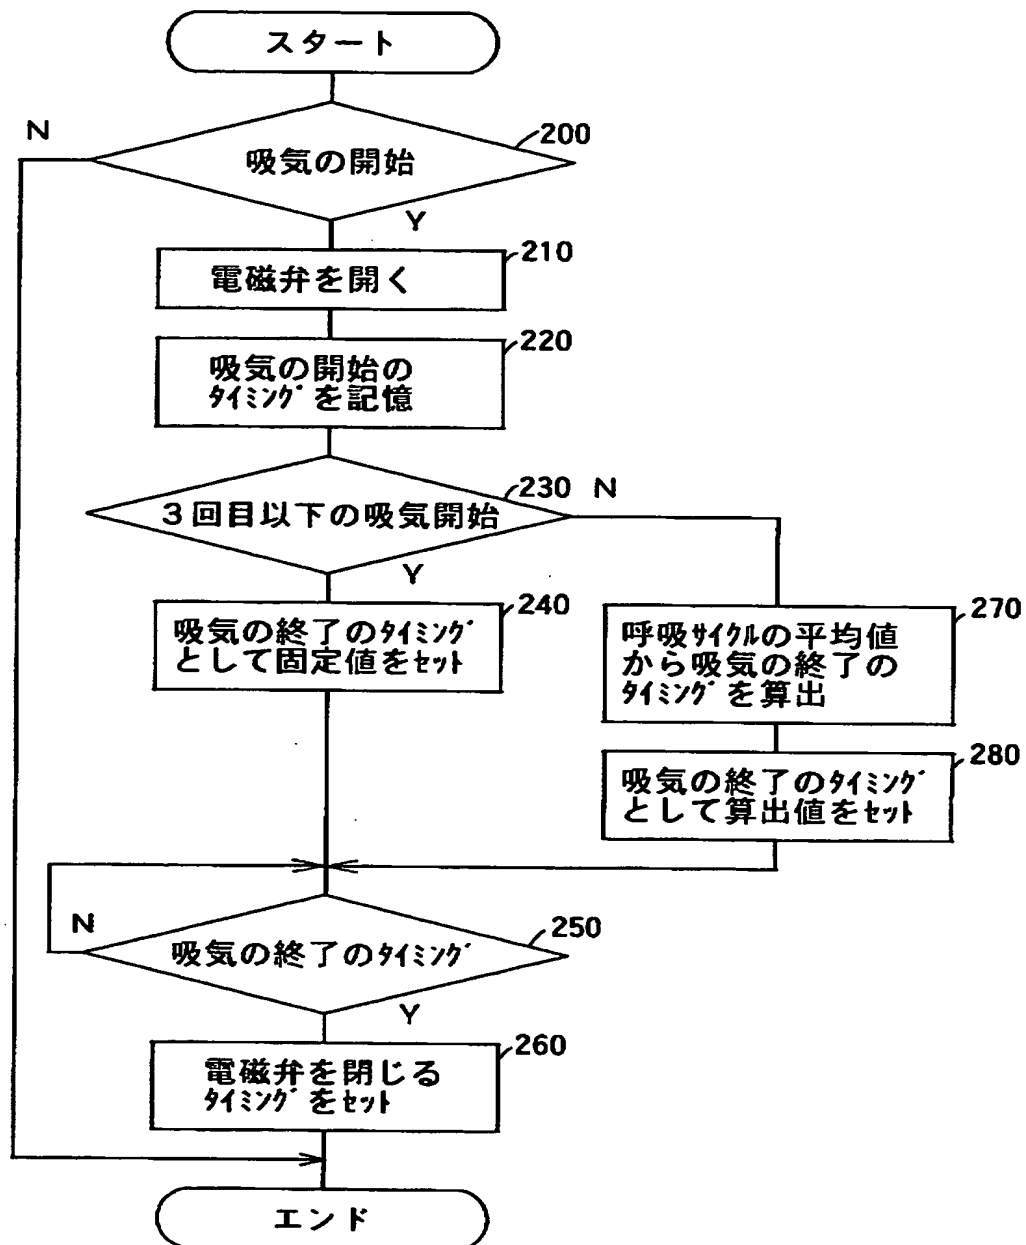 スタート
N
200
吸気の開始
Y
210
電磁弁を開く
220
吸気の開始の
ﾀｲﾐﾝｸﾞを記憶
230
N
3回目以下の吸気開始
Y
240
吸気の終了のﾀｲﾐﾝｸﾞ
として固定値をｾｯﾄ
270
呼吸ｻｲｸﾙの平均値
から吸気の終了の
ﾀｲﾐﾝｸﾞを算出
280
吸気の終了のﾀｲﾐﾝｸﾞ
として算出値をｾｯﾄ
N
250
吸気の終了のﾀｲﾐﾝｸﾞ
Y
260
電磁弁を閉じる
ﾀｲﾐﾝｸﾞをｾｯﾄ
エンド